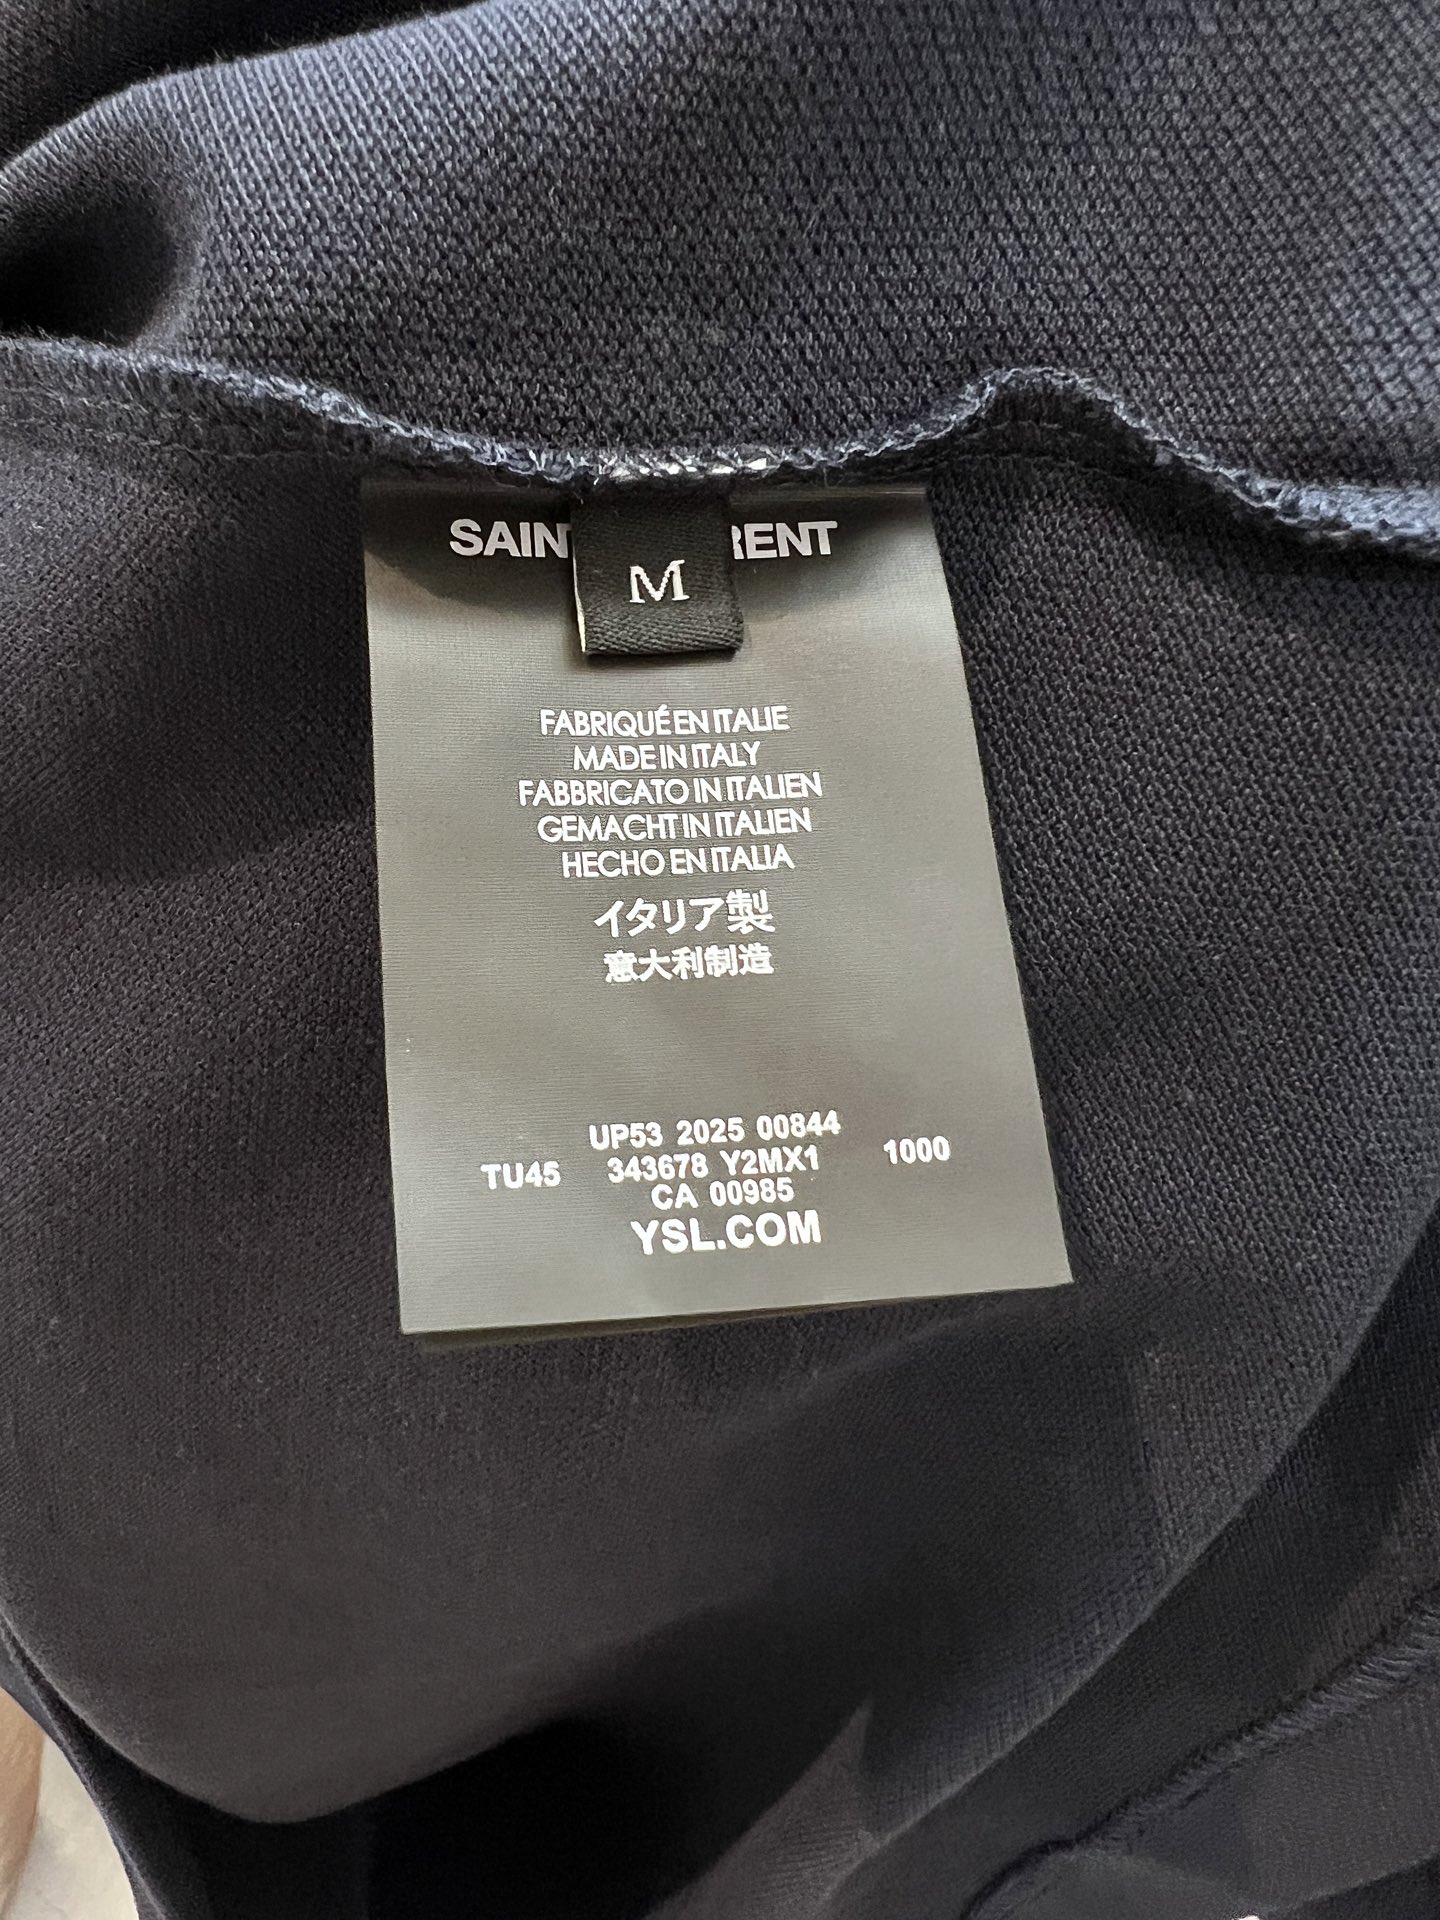 SAIN RENT
M
FABRIQUÉ EN ITALIE
MADE IN ITALY
FABBRICATO IN ITALIEN
GEMACHT IN ITALIEN
HECHO EN ITALIA
イタリア製
意大利制造
UP53 2025 00844
TU45 343678 Y2MX1 1000
CA 00985
YSL.COM